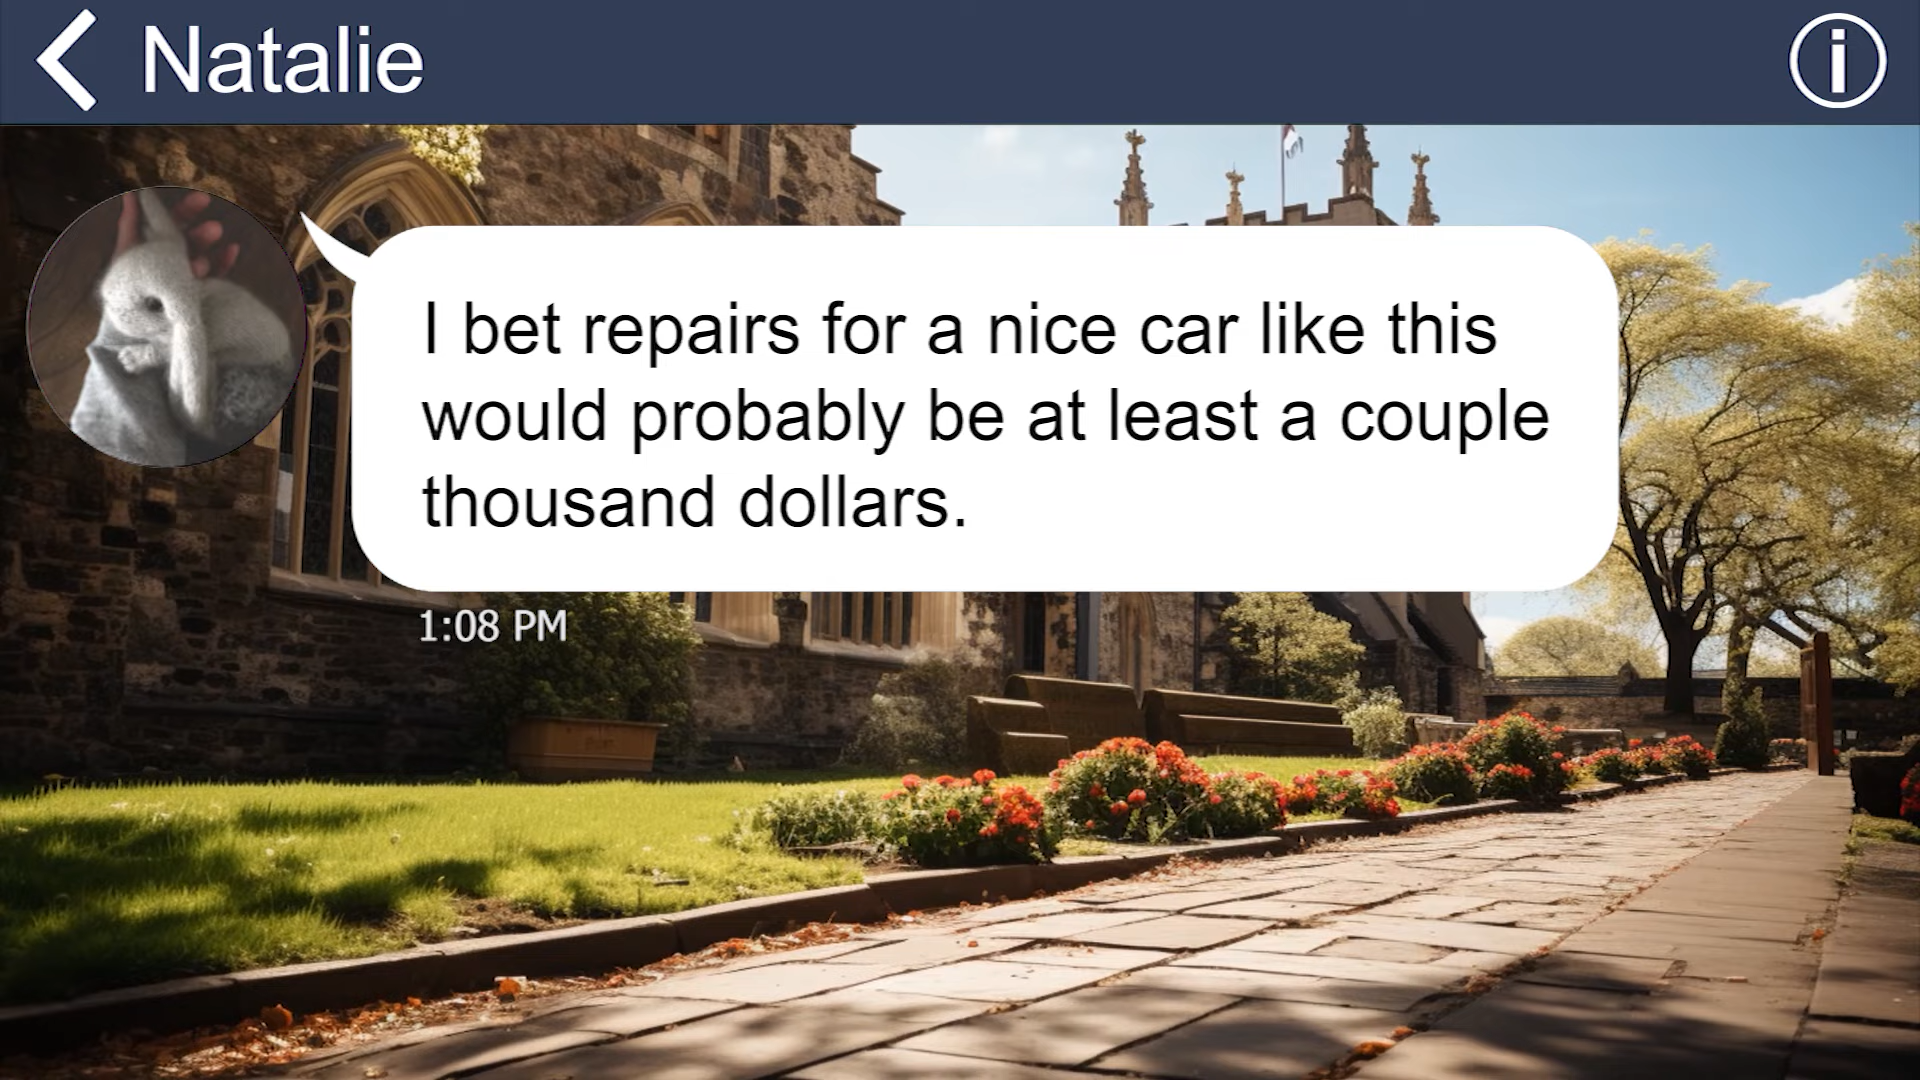 Natalie
I bet repairs for a nice car like this
would probably be at least a couple
thousand dollars.
1:08 PM